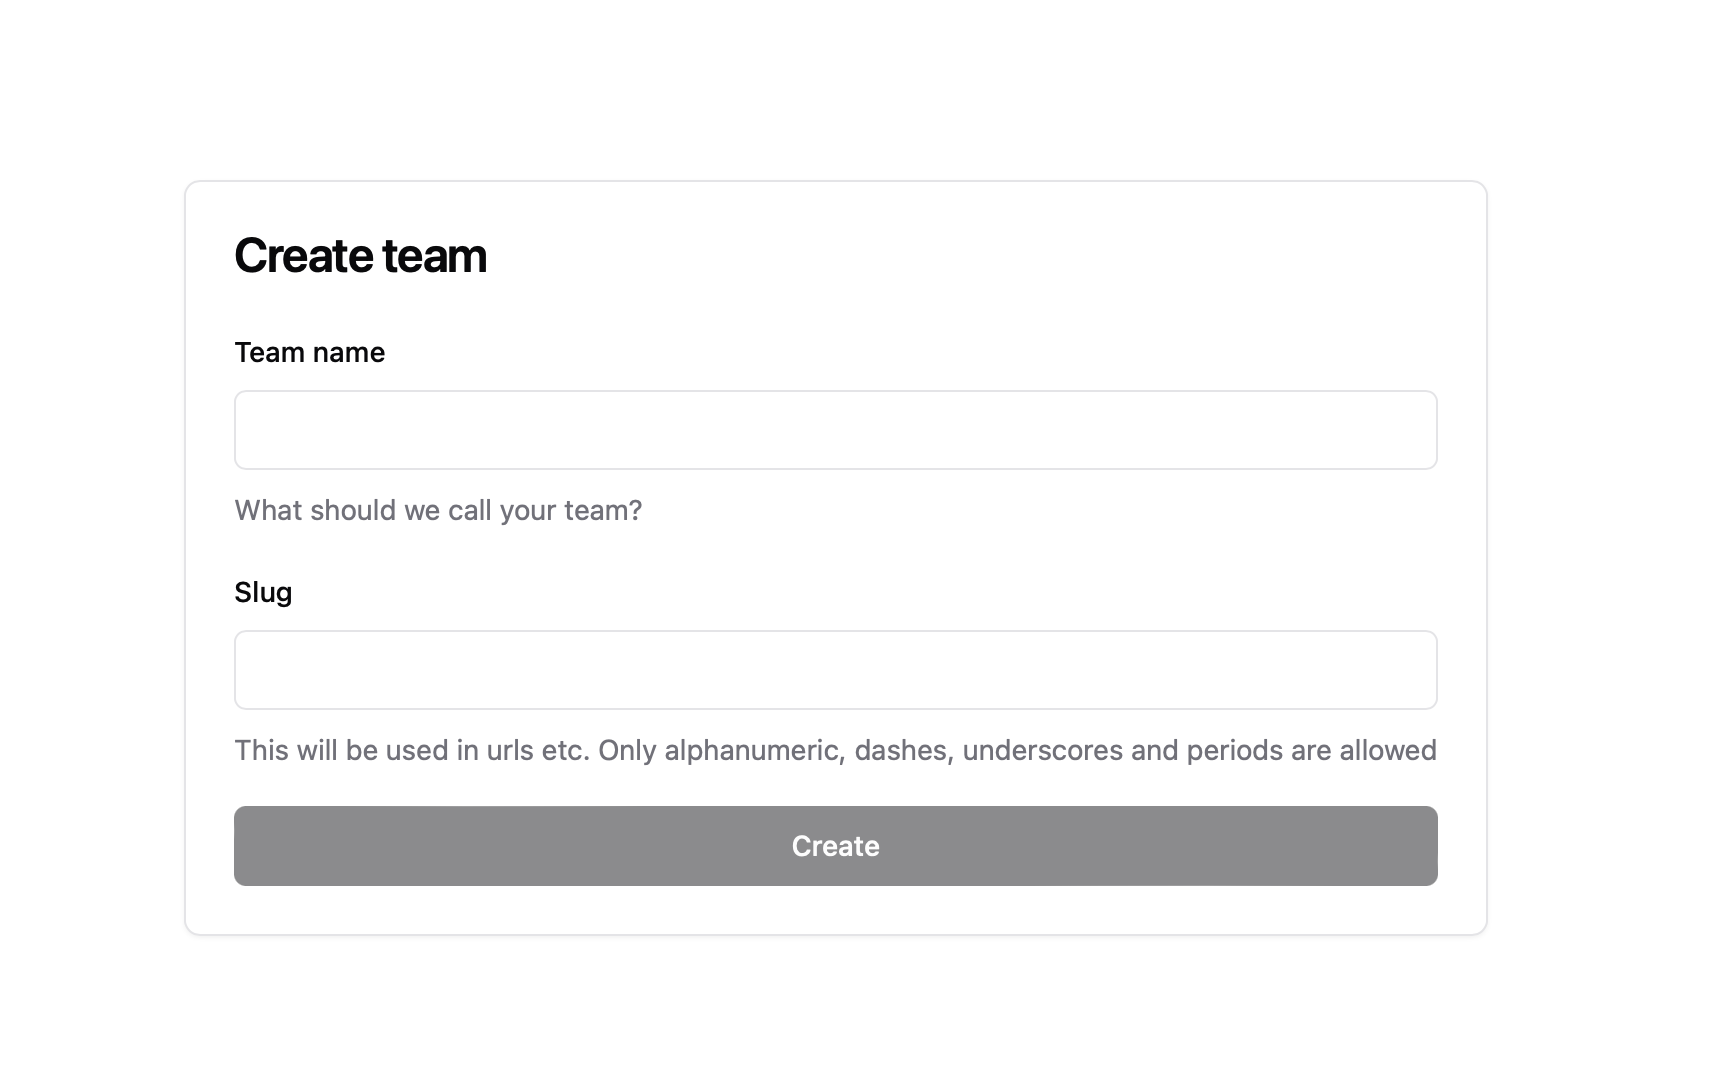 Create team
Team name
What should we call your team?
Slug
This will be used in urls etc. Only alphanumeric, dashes, underscores and periods are allowed
Create